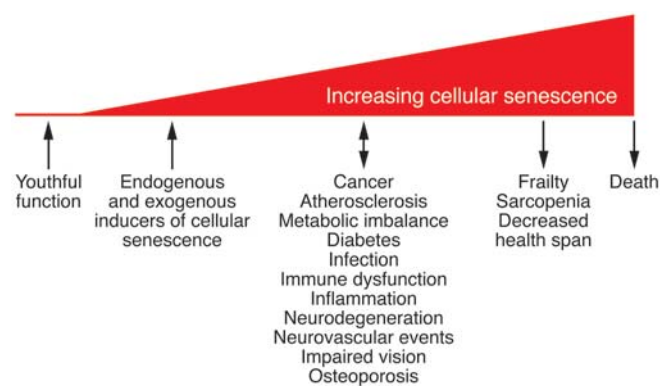 Increasing cellular senescence
Youthful
function
Endogenous
and exogenous
inducers of cellular
senescence
Cancer
Atherosclerosis
Metabolic imbalance
Diabetes
Infection
Immune dysfunction
Inflammation
Neurodegeneration
Neurovascular events
Impaired vision
Osteoporosis
Frailty
Sarcopenia
Decreased
health span
Death